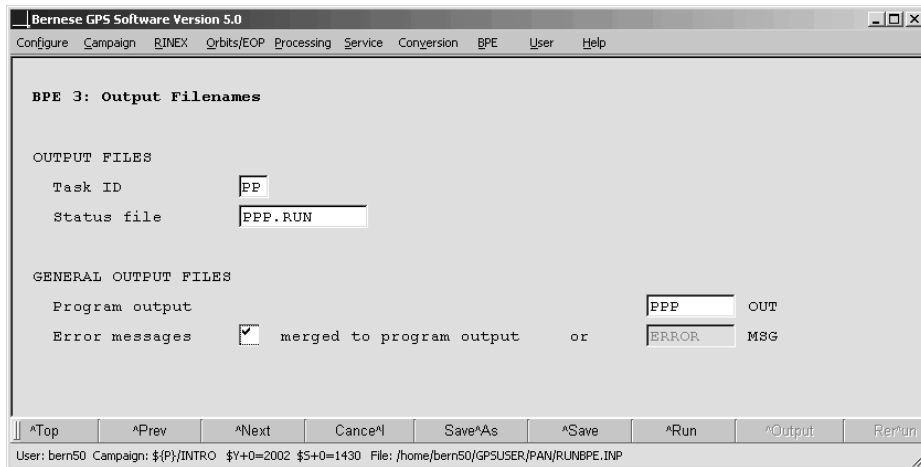 Bernese GPS Software Version 5.0
Configure Campaign RINEX Orbits/EOP Processing Service Conversion BPE User Help
BPE 3: Output Filenames
OUTPUT FILES
Task ID PP
Status file PPP.RUN
GENERAL OUTPUT FILES
Program output PPP OUT
Error messages merged to program output or ERROR MSG
^Top ^Prev ^Next Cance^l Save^As ^Save ^Run ^Output Rer^un
User: bern50 Campaign: ${P}/INTRO $Y+0=2002 $S+0=1430 File: /home/bern50/GPSUSER/PAN/RUNBPE.INP